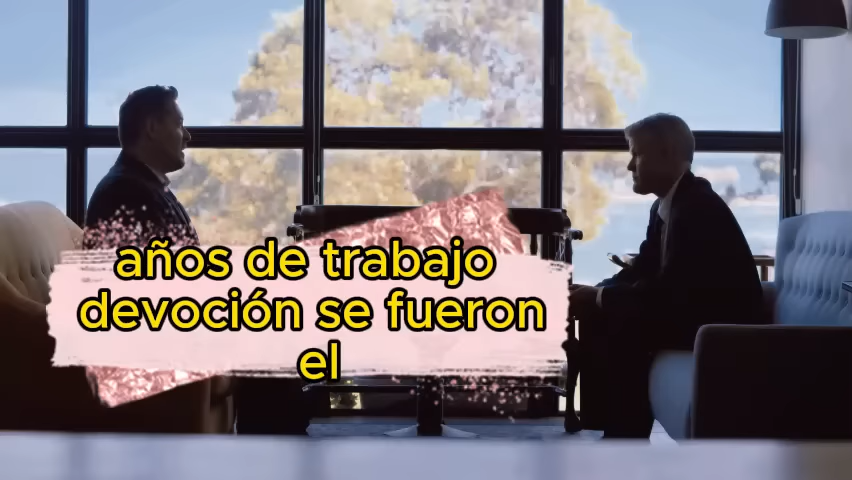 años de trabajo
devoción se fueron
el